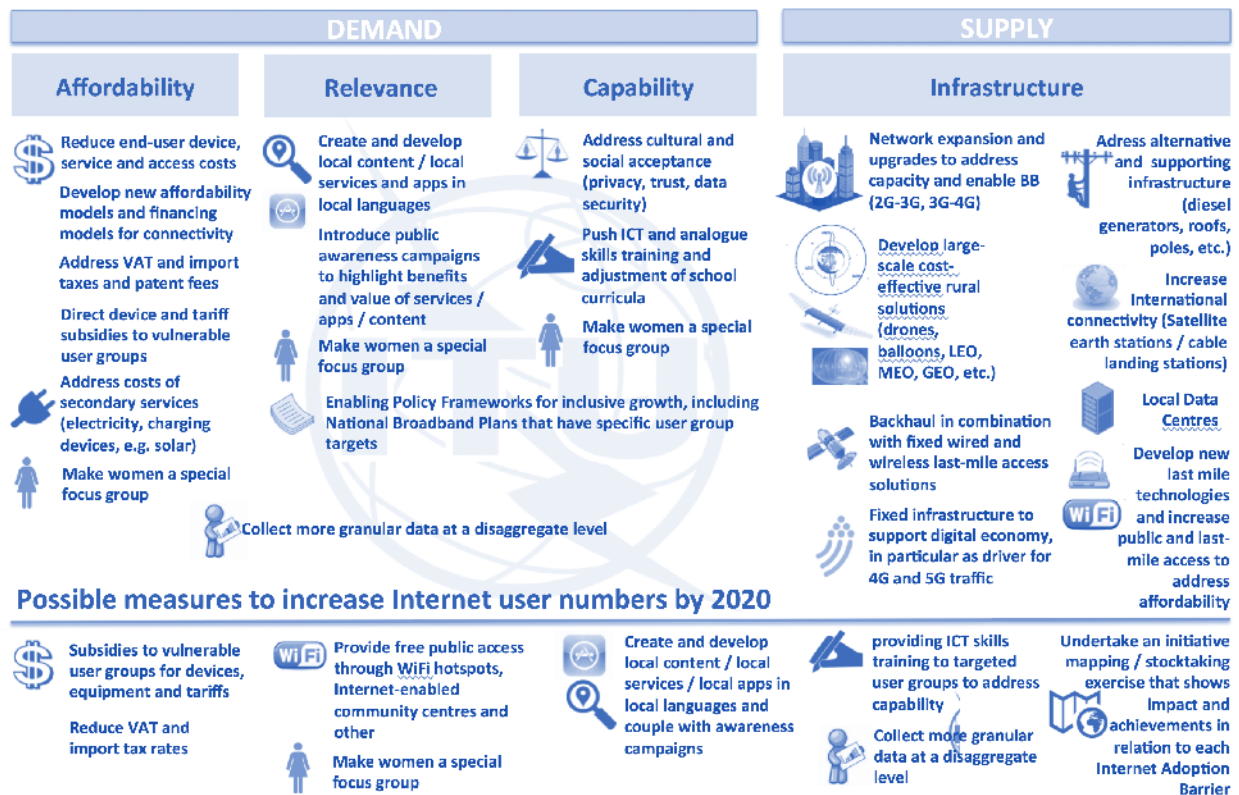 DEMAND
SUPPLY
Affordability
Relevance
Capability
Infrastructure
Reduce end-user device,
service and access costs
Develop new affordability
models and financing
models for connectivity
Address VAT and import
taxes and patent fees
Direct device and tariff
subsidies to vulnerable
user groups
Address costs of
secondary services
(electricity, charging
devices, e.g. solar)
Make women a special
focus group
Create and develop
local content / local
services and apps in
local languages
Introduce public
awareness campaigns
to highlight benefits
and value of services /
apps / content
Make women a special
focus group
Address cultural and
social acceptance
(privacy, trust, data
security)
Push ICT and analogue
skills training and
adjustment of school
curricula
Make women a special
focus group
Enabling Policy Frameworks for inclusive growth, including
National Broadband Plans that have specific user group
targets
Collect more granular data at a disaggregate level
Network expansion and
upgrades to address
capacity and enable BB
(2G-3G, 3G-4G)
Develop large-
scale cost-
effective rural
solutions
(drones,
balloons, LEO,
MEO, GEO, etc.)
Backhaul in combination
with fixed wired and
wireless last-mile access
solutions
Fixed infrastructure to
support digital economy,
in particular as driver for
4G and 5G traffic
Adress alternative
and supporting
infrastructure
(diesel
generators, roofs,
poles, etc.)
Increase
International
connectivity (Satellite
earth stations / cable
landing stations)
Local Data
Centres
Develop new
last mile
technologies
and increase
public and last-
mile access to
address
affordability
WiFi
ITU
Possible measures to increase Internet user numbers by 2020
Subsidies to vulnerable
user groups for devices,
equipment and tariffs
Reduce VAT and
import tax rates
WiFi
Provide free public access
through WiFi hotspots,
Internet-enabled
community centres and
other
Make women a special
focus group
Create and develop
local content / local
services / local apps in
local languages and
couple with awareness
campaigns
providing ICT skills
training to targeted
user groups to address
capability
Collect more granular
data at a disaggregate
level
Undertake an initiative
mapping / stocktaking
exercise that shows
Impact and
achievements in
relation to each
Internet Adoption
Barrier